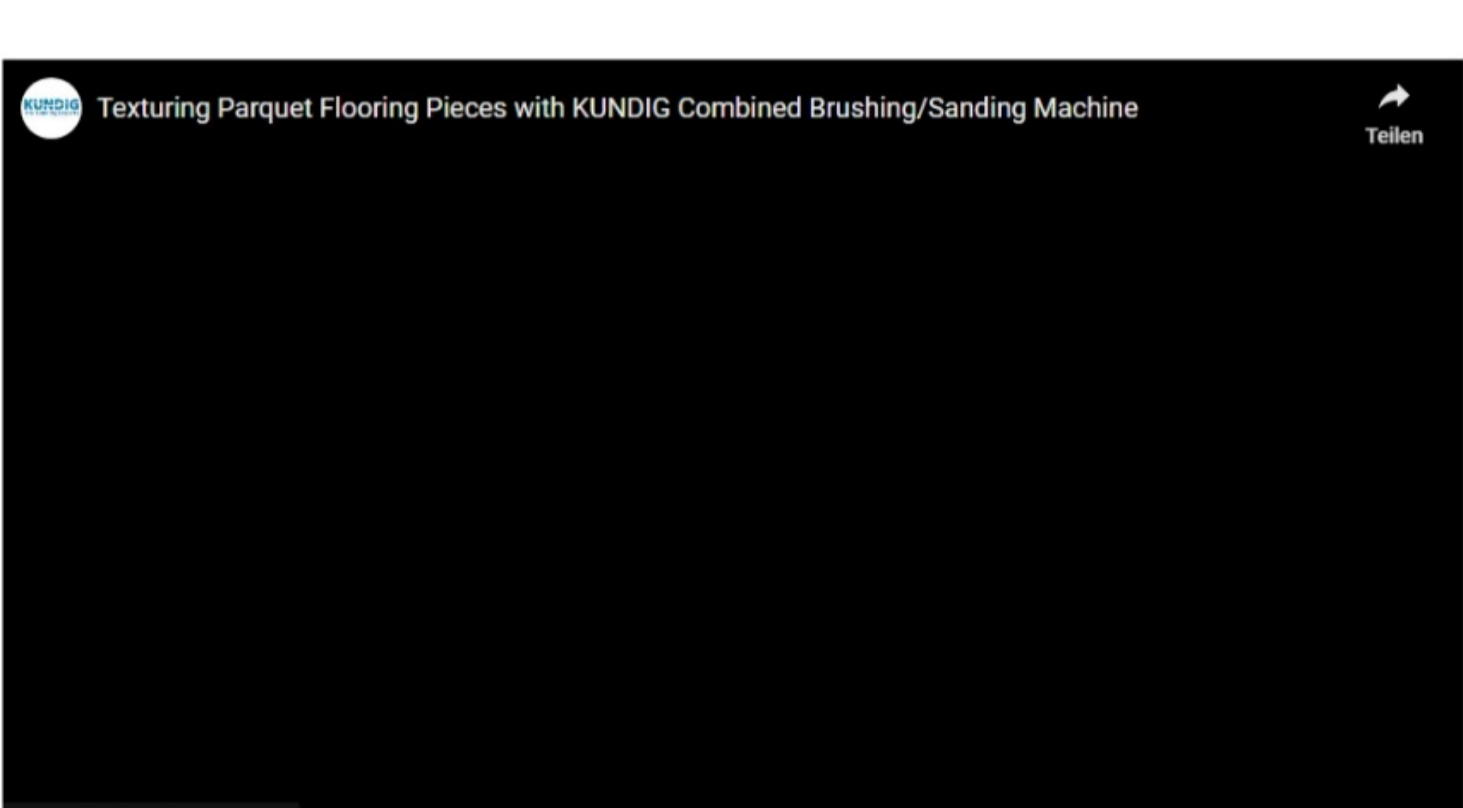 KUNDIG
Texturing Parquet Flooring Pieces with KUNDIG Combined Brushing/Sanding Machine
Teilen